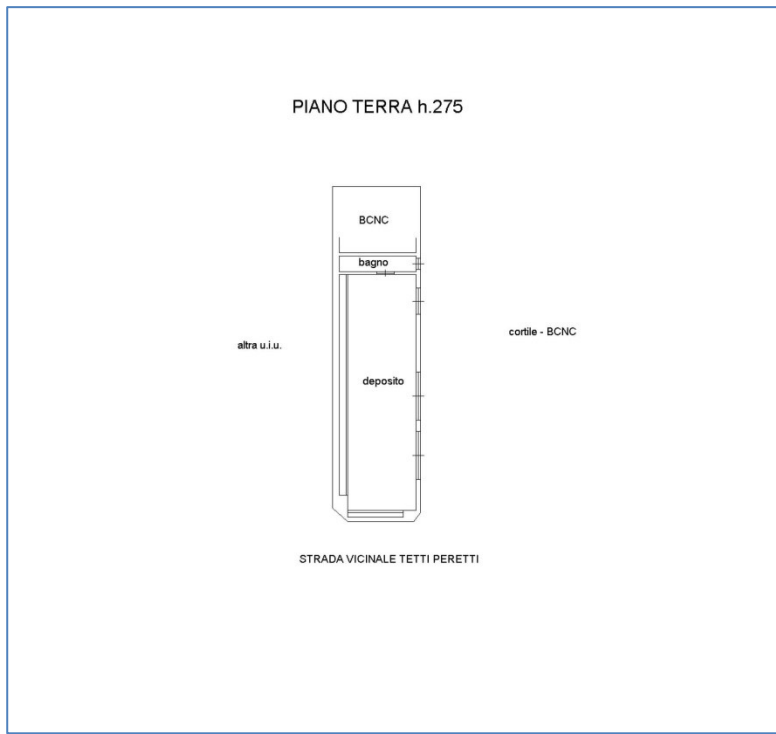 PIANO TERRA h.275
BCNC
bagno
cortile - BCNC
altra u.i.u.
deposito
STRADA VICINALE TETTI PERETTI